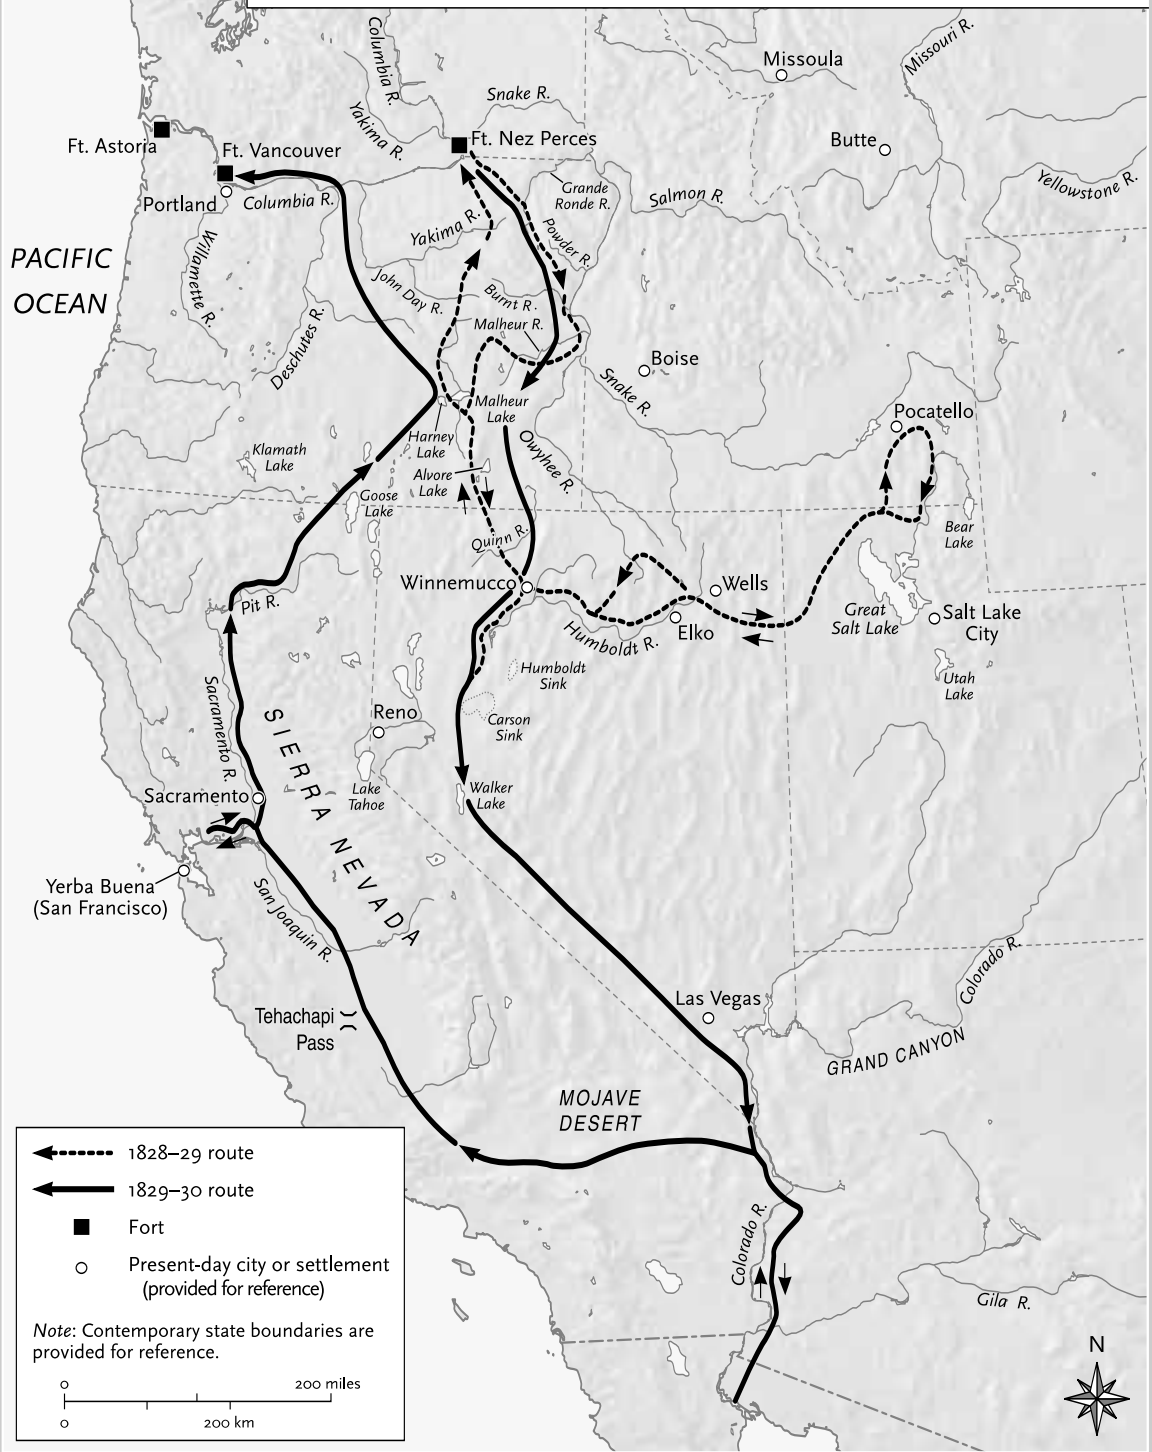 Missouri R.
Columbia R.
Missoula
Snake R.
Yakima R.
Ft. Nez Perces
Butte
Ft. Astoria
Ft. Vancouver
Yellowstone R.
Grande
Ronde R.
Salmon R.
Portland
Columbia R.
Yakima R.
Powder R.
Willamette R.
PACIFIC
OCEAN
John Day R.
Burnt R.
Malheur R.
Deschutes R.
Boise
Snake R.
Malheur
Lake
Pocatello
Harney
Lake
Owyhee R.
Klamath
Lake
Alvore
Lake
Goose
Lake
Bear
Lake
Quinn R.
Winnemucco
Wells
Pit R.
Great
Salt Lake
Salt Lake
City
Elko
Humboldt R.
Humboldt
Sink
Utah
Lake
Sacramento R.
SIERRA NEVADA
Reno
Carson
Sink
Lake
Tahoe
Walker
Lake
Sacramento
Yerba Buena
(San Francisco)
San Joaquin R.
Colorado R.
Las Vegas
Tehachapi
Pass
GRAND CANYON
MOJAVE
DESERT
Colorado R.
Gila R.
1828–29 route
1829–30 route
Fort
Present-day city or settlement
(provided for reference)
Note: Contemporary state boundaries are
provided for reference.
0 200 miles
0 200 km
N